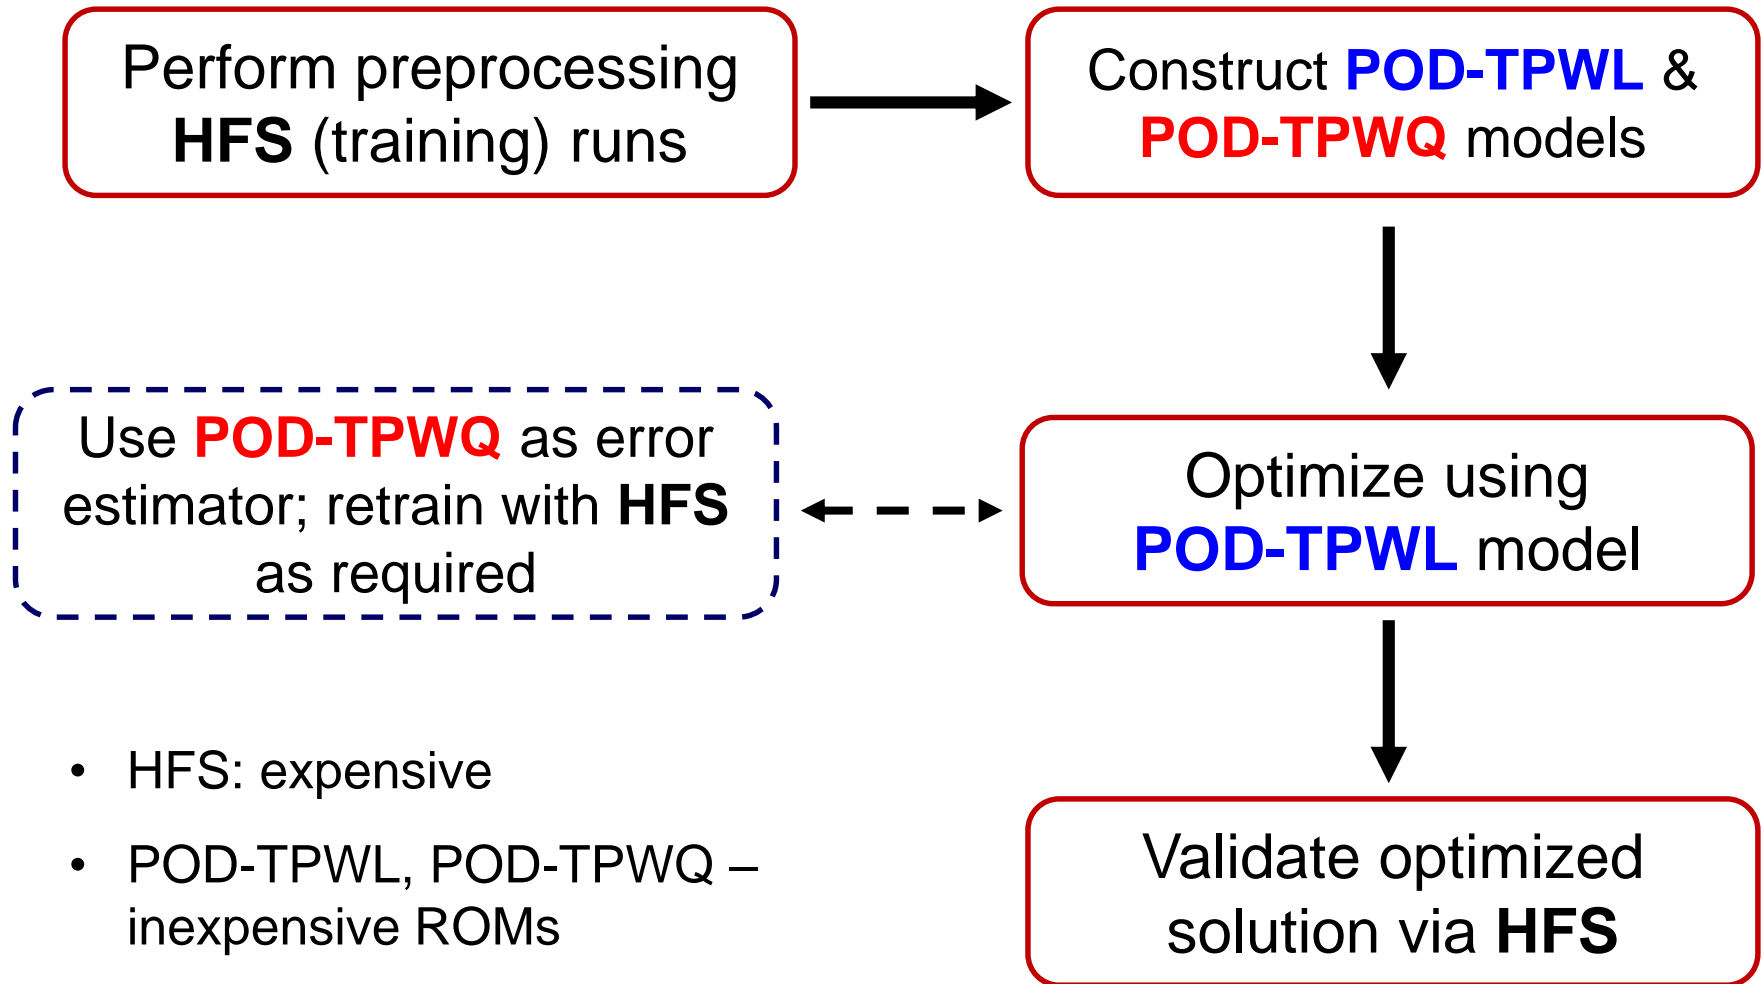 Perform preprocessing
HFS (training) runs
Construct POD-TPWL &
POD-TPWQ models
Use POD-TPWQ as error
estimator; retrain with HFS
as required
Optimize using
POD-TPWL model
• HFS: expensive
• POD-TPWL, POD-TPWQ –
inexpensive ROMs
Validate optimized
solution via HFS